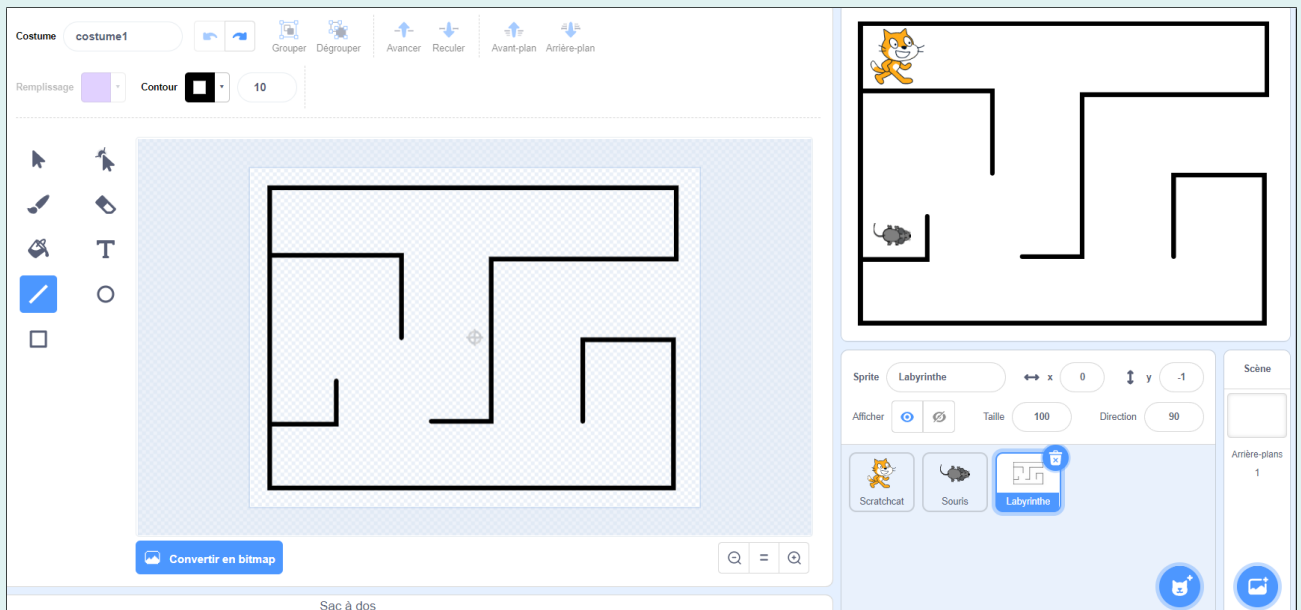 Costume costume1
Grouper Dégrouper Avancer Reculer Avant-plan Arrière-plan
Remplissage Contour 10
T
Convertir en bitmap
Sac à dos
Sprite Labyrinthe x 0 y -1
Afficher Taille 100 Direction 90
Scratchcat Souris Labyrinthe
Scène
Arrière-plans
1